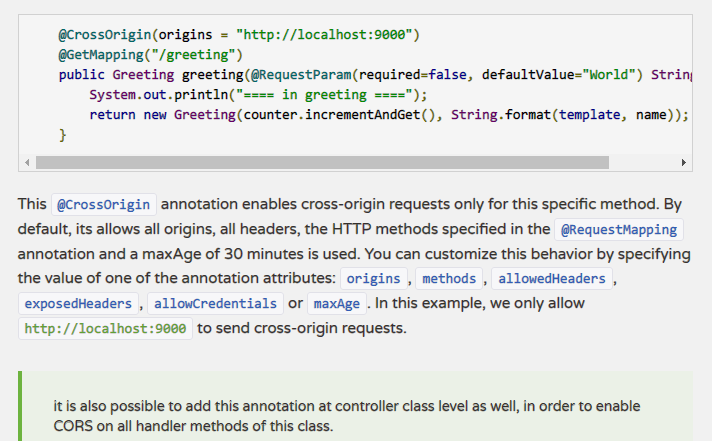 @CrossOrigin(origins = "http://localhost:9000")
@GetMapping("/greeting")
public Greeting greeting(@RequestParam(required=false, defaultValue="World") String
System.out.println("==== in greeting ====");
return new Greeting(counter.incrementAndGet(), String.format(template, name));
}
This @CrossOrigin annotation enables cross-origin requests only for this specific method. By
default, its allows all origins, all headers, the HTTP methods specified in the @RequestMapping
annotation and a maxAge of 30 minutes is used. You can customize this behavior by specifying
the value of one of the annotation attributes: origins, methods, allowedHeaders,
exposedHeaders, allowCredentials or maxAge. In this example, we only allow
http://localhost:9000 to send cross-origin requests.
it is also possible to add this annotation at controller class level as well, in order to enable
CORS on all handler methods of this class.